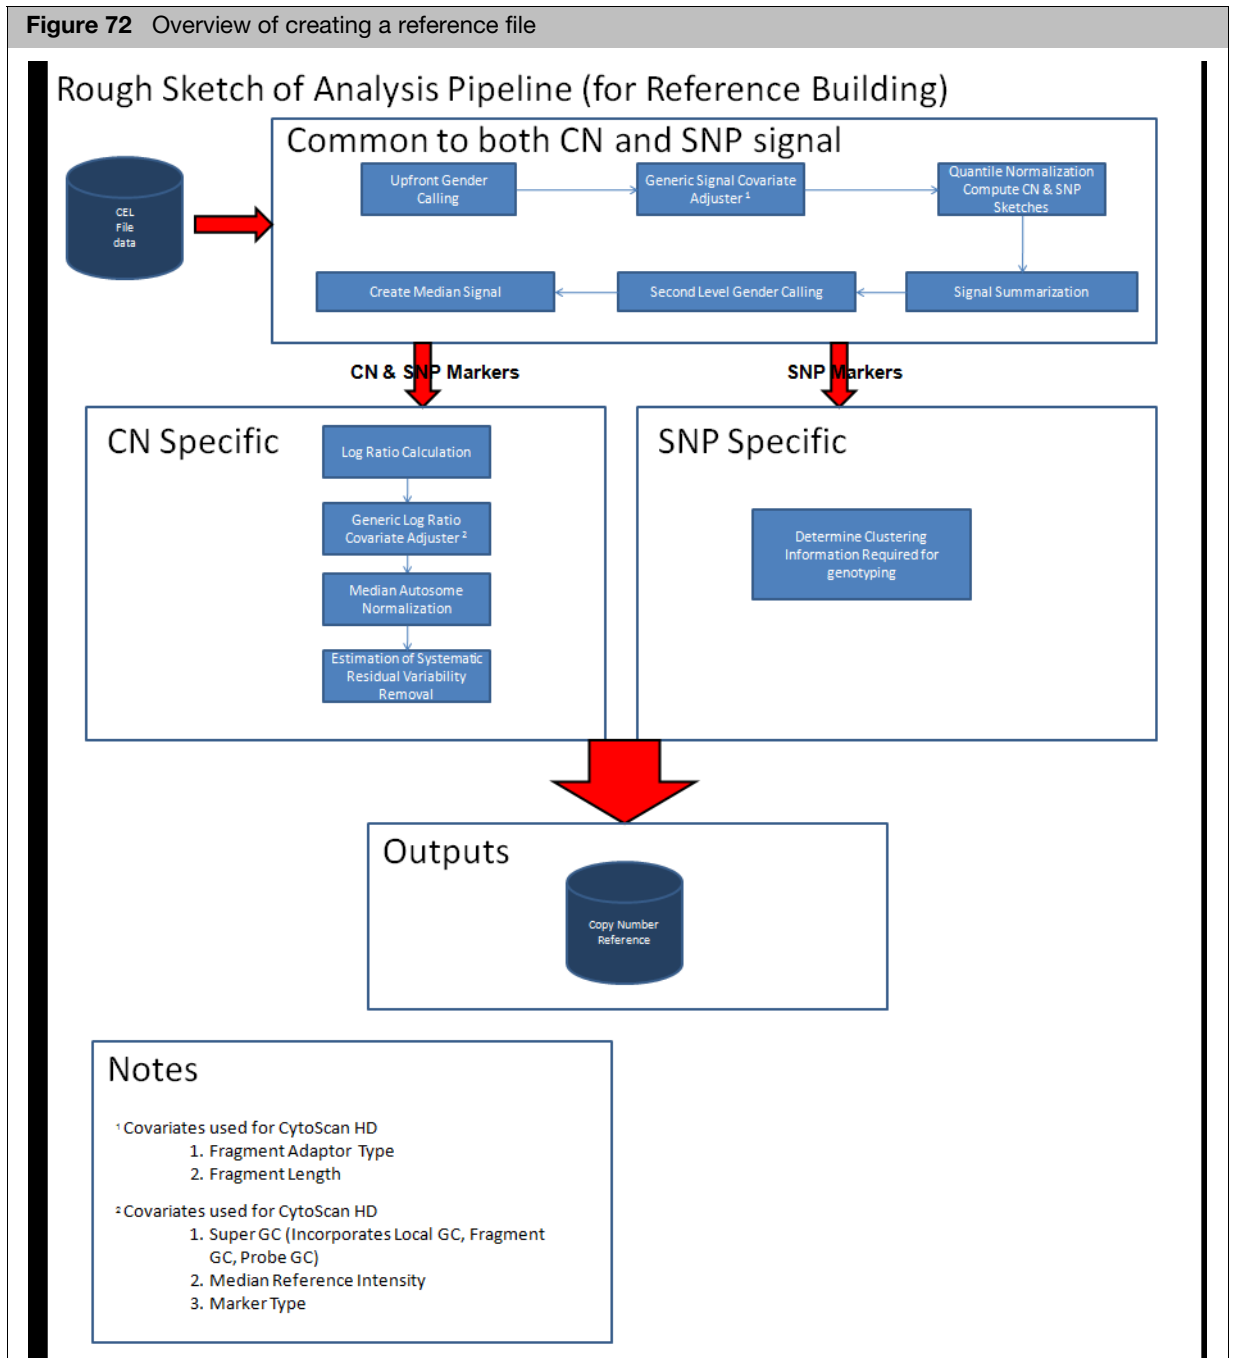 Figure 72 Overview of creating a reference file
Rough Sketch of Analysis Pipeline (for Reference Building)
CEL
File
data
Common to both CN and SNP signal
Upfront Gender
Calling
Generic Signal Covariate
Adjuster ¹
Quantile Normalization
Compute CN & SNP
Sketches
Create Median Signal
Second Level Gender Calling
Signal Summarization
CN & SNP Markers
SNP Markers
CN Specific
Log Ratio Calculation
Generic Log Ratio
Covariate Adjuster ²
Median Autosome
Normalization
Estimation of Systematic
Residual Variability
Removal
SNP Specific
Determine Clustering
Information Required for
genotyping
Outputs
Copy Number
Reference
Notes
¹ Covariates used for CytoScan HD
1. Fragment Adaptor Type
2. Fragment Length
² Covariates used for CytoScan HD
1. Super GC (Incorporates Local GC, Fragment
GC, Probe GC)
2. Median Reference Intensity
3. Marker Type